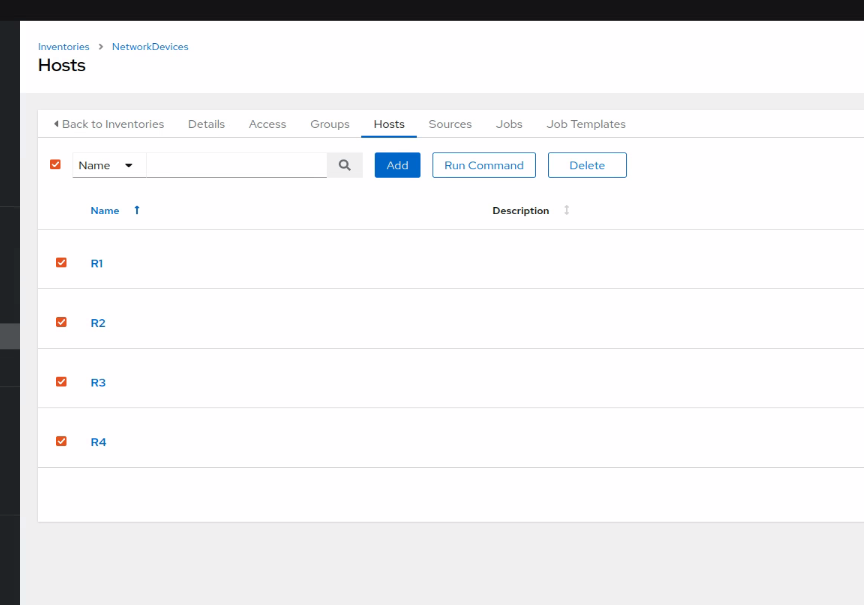 Inventories > NetworkDevices
Hosts
Back to Inventories Details Access Groups Hosts Sources Jobs Job Templates
Name Add Run Command Delete
Name Description
R1
R2
R3
R4